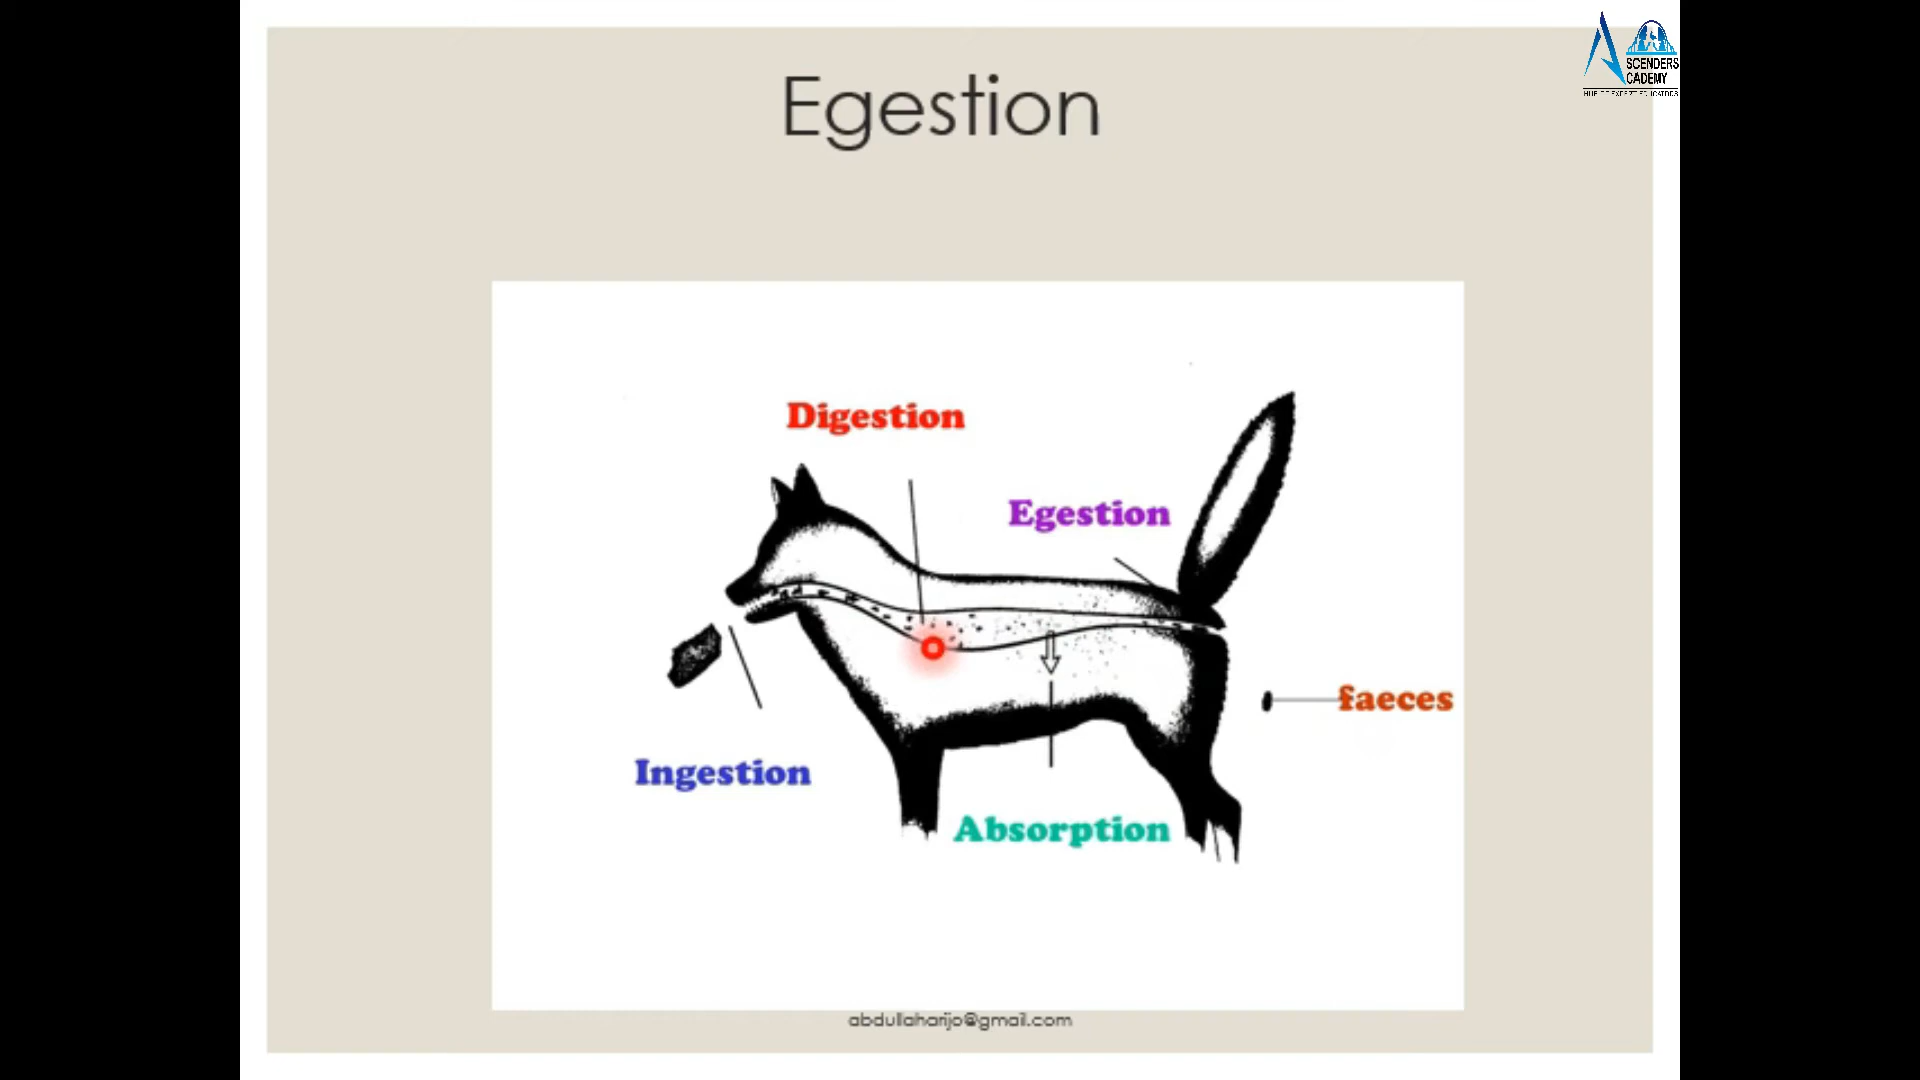 SCENDERS
CADEMY
Egestion
Digestion
Egestion
faeces
Ingestion
Absorption
abdullaharijo@gmail.com